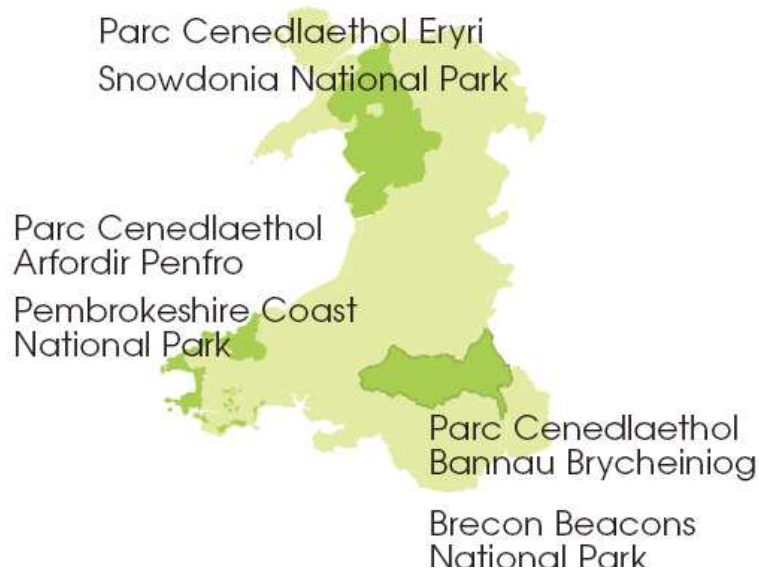 Parc Cenedlaethol Eryri
Snowdonia National Park
Parc Cenedlaethol
Arfordir Penfro
Pembrokeshire Coast
National Park
Parc Cenedlaethol
Bannau Brycheiniog
Brecon Beacons
National Park